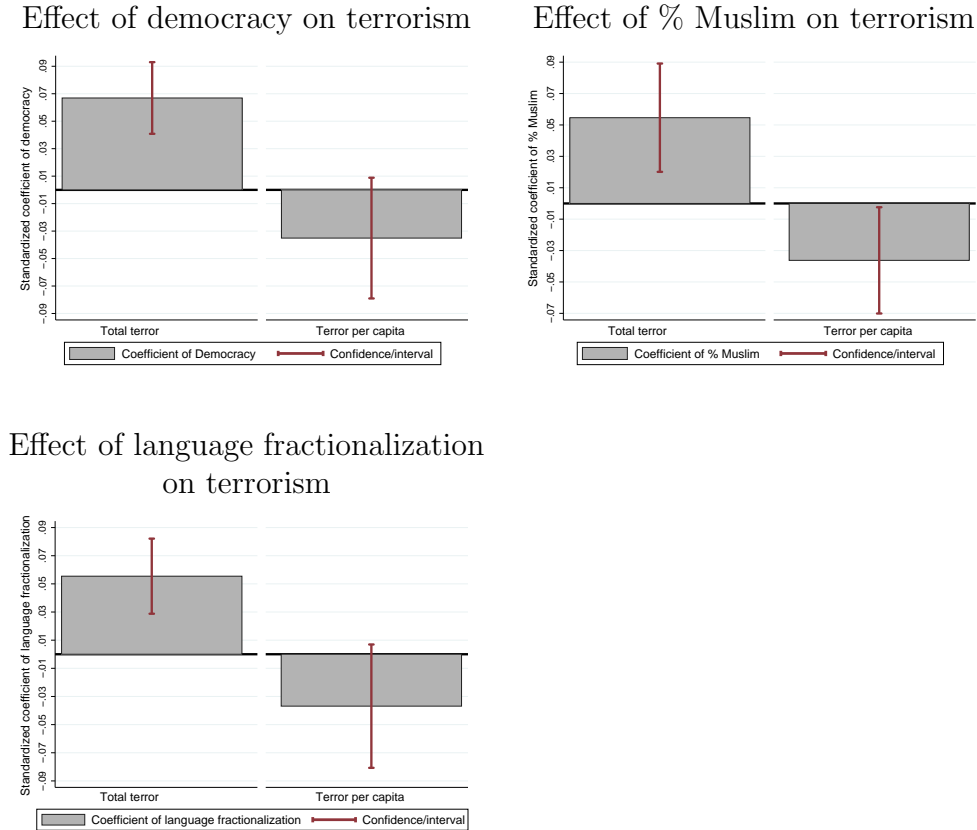 Effect of democracy on terrorism
Standardized coefficient of democracy
.09
.07
.05
.03
.01
-.01
-.03
-.05
-.07
-.09
Total terror
Terror per capita
Coefficient of Democracy
Confidence/interval
Effect of % Muslim on terrorism
Standardized coefficient of % Muslim
.09
.07
.05
.03
.01
-.01
-.03
-.05
-.07
Total terror
Terror per capita
Coefficient of % Muslim
Confidence/interval
Effect of language fractionalization
on terrorism
Standardized coefficient of language fractionalization
.09
.07
.05
.03
.01
-.01
-.03
-.05
-.07
-.09
Total terror
Terror per capita
Coefficient of language fractionalization
Confidence/interval